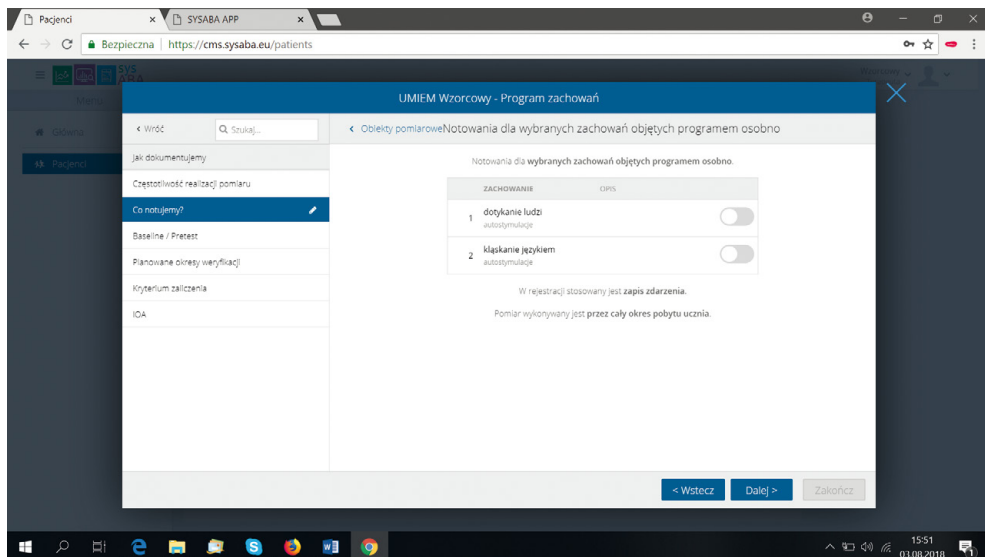 Pacjenci
SYSABA APP
Bezpieczna | https://cms.sysaba.eu/patients
SYS
ABA
Wzorcowy
Menu
Główna
Pacjenci
UMIEM Wzorcowy - Program zachowań
< Wróć
Szukaj...
Jak dokumentujemy
Częstotliwość realizacji pomiaru
Co notujemy?
Baseline / Pretest
Planowane okresy weryfikacji
Kryterium zaliczenia
IOA
< Obiekty pomiarowe Notowania dla wybranych zachowań objętych programem osobno
Notowania dla wybranych zachowań objętych programem osobno.
ZACHOWANIE OPIS
1 dotykanie ludzi
autostymulacje
2 kląskanie językiem
autostymulacje
W rejestracji stosowany jest zapis zdarzenia.
Pomiar wykonywany jest przez cały okres pobytu ucznia.
< Wstecz Dalej > Zakończ
15:51
03.08.2018